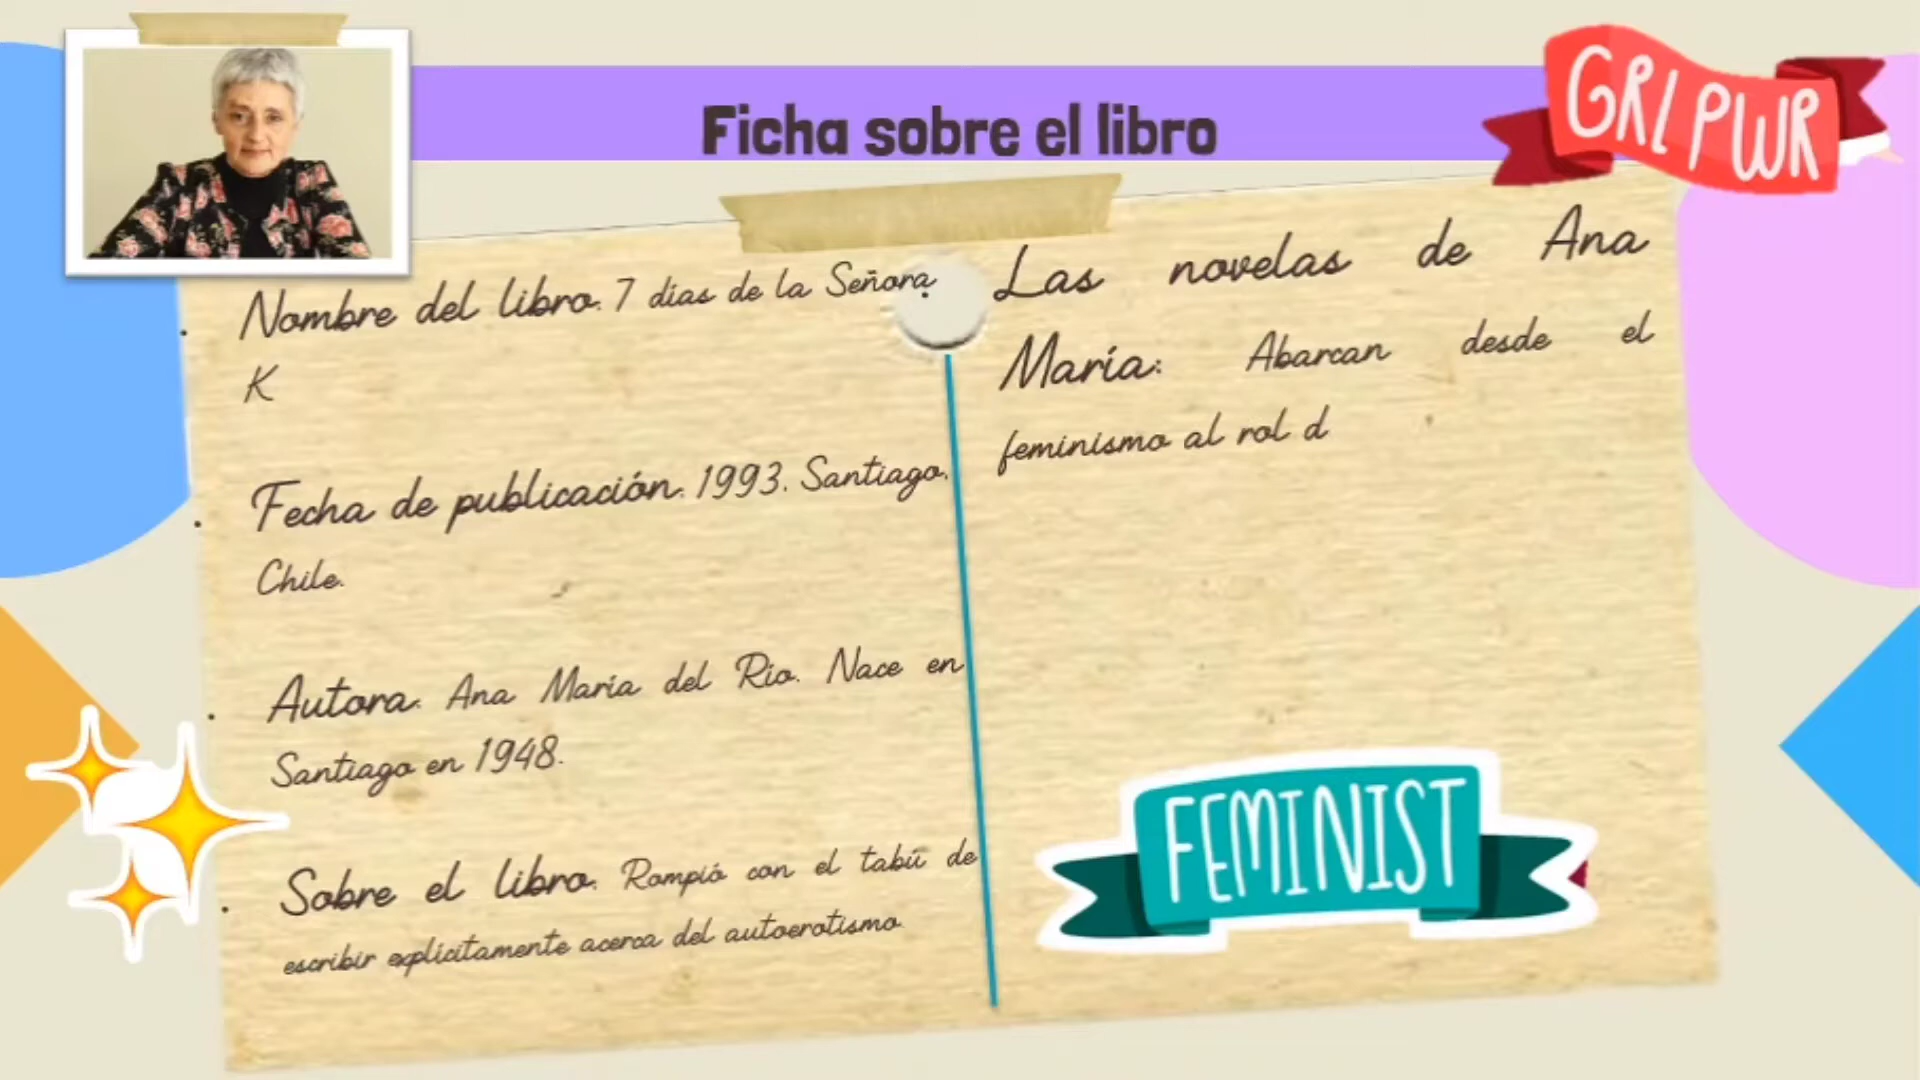 Ficha sobre el libro
GRL PWR
Nombre del libro. 7 días de la Señora
K
Fecha de publicación. 1993. Santiago,
Chile.
Autora. Ana María del Río. Nace en
Santiago en 1948.
Sobre el libro. Rompió con el tabú de
escribir explícitamente acerca del autoerotismo.
Las novelas de Ana
María: Abarcan desde el
feminismo al rol d
FEMINIST